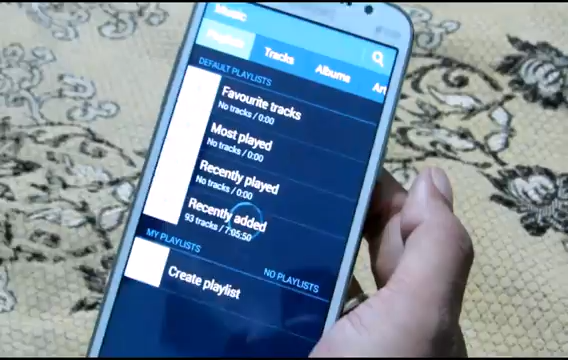 Music
Playlists
Tracks
Albums
Art
DEFAULT PLAYLISTS
Favourite tracks
No tracks / 0:00
Most played
No tracks / 0:00
Recently played
No tracks / 0:00
Recently added
93 tracks / 7:05:50
MY PLAYLISTS
NO PLAYLISTS
Create playlist